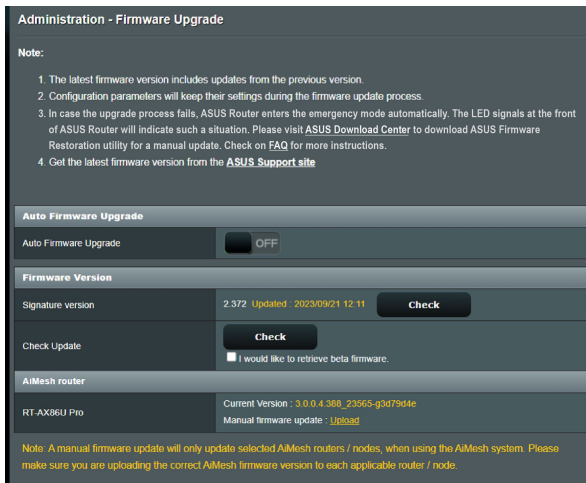 Administration - Firmware Upgrade
Note:
1. The latest firmware version includes updates from the previous version.
2. Configuration parameters will keep their settings during the firmware update process.
3. In case the upgrade process fails, ASUS Router enters the emergency mode automatically. The LED signals at the front
of ASUS Router will indicate such a situation. Please visit ASUS Download Center to download ASUS Firmware
Restoration utility for a manual update. Check on FAQ for more instructions.
4. Get the latest firmware version from the ASUS Support site
Auto Firmware Upgrade
Auto Firmware Upgrade OFF
Firmware Version
Signature version 2.372 Updated : 2023/09/21 12:11 Check
Check Update Check
I would like to retrieve beta firmware.
AiMesh router
RT-AX86U Pro Current Version : 3.0.0.4.388_23565-g3d79d4e
Manual firmware update : Upload
Note: A manual firmware update will only update selected AiMesh routers / nodes, when using the AiMesh system. Please
make sure you are uploading the correct AiMesh firmware version to each applicable router / node.